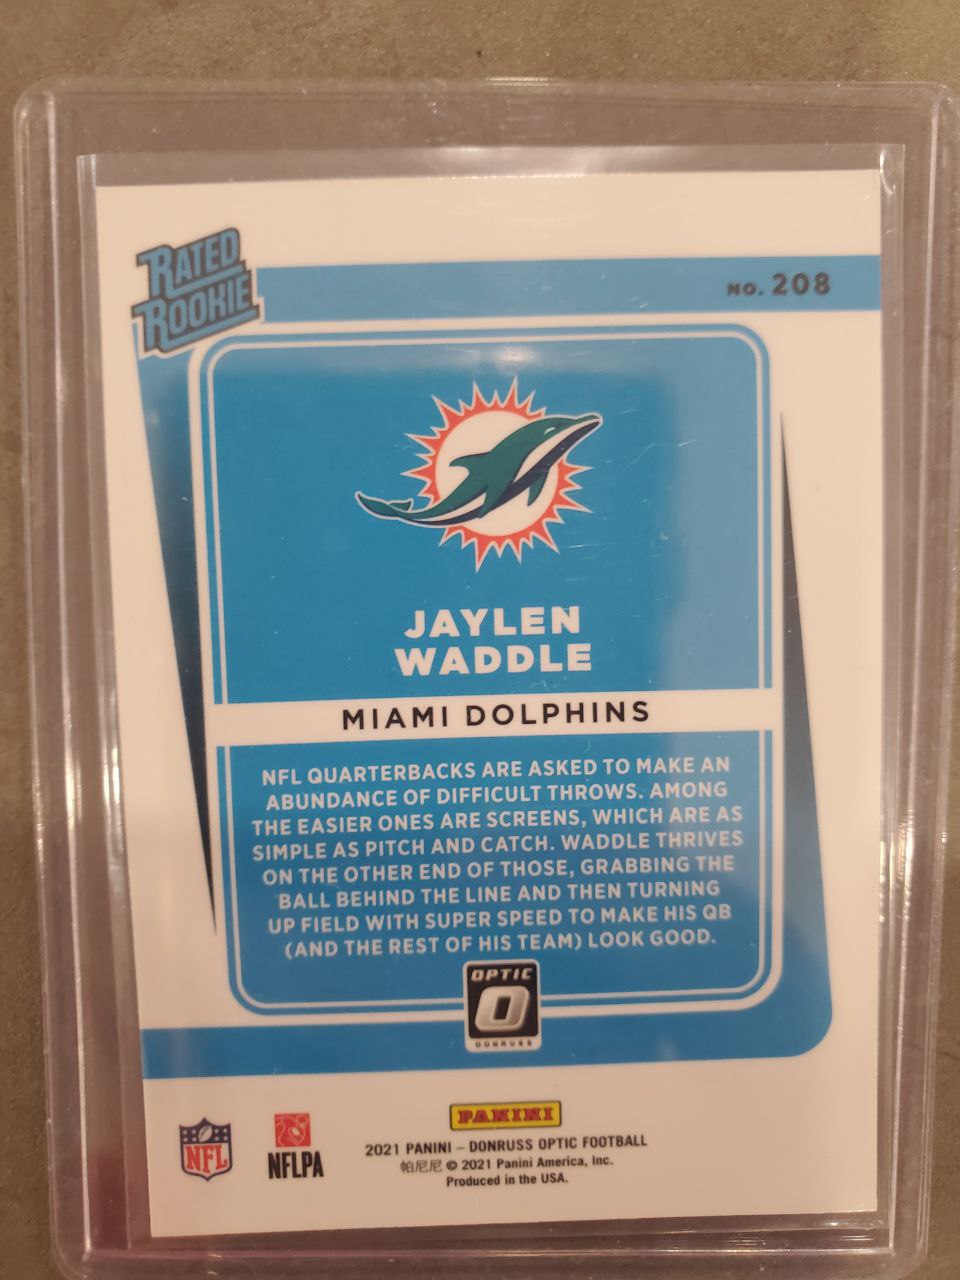 RATED
ROOKIE
NO. 208
JAYLEN
WADDLE
MIAMI DOLPHINS
NFL QUARTERBACKS ARE ASKED TO MAKE AN
ABUNDANCE OF DIFFICULT THROWS. AMONG
THE EASIER ONES ARE SCREENS, WHICH ARE AS
SIMPLE AS PITCH AND CATCH. WADDLE THRIVES
ON THE OTHER END OF THOSE, GRABBING THE
BALL BEHIND THE LINE AND THEN TURNING
UP FIELD WITH SUPER SPEED TO MAKE HIS QB
(AND THE REST OF HIS TEAM) LOOK GOOD.
OPTIC
O
DONRUSS
PANINI
NFL
NFLPA
2021 PANINI – DONRUSS OPTIC FOOTBALL
帕尼尼 © 2021 Panini America, Inc.
Produced in the USA.